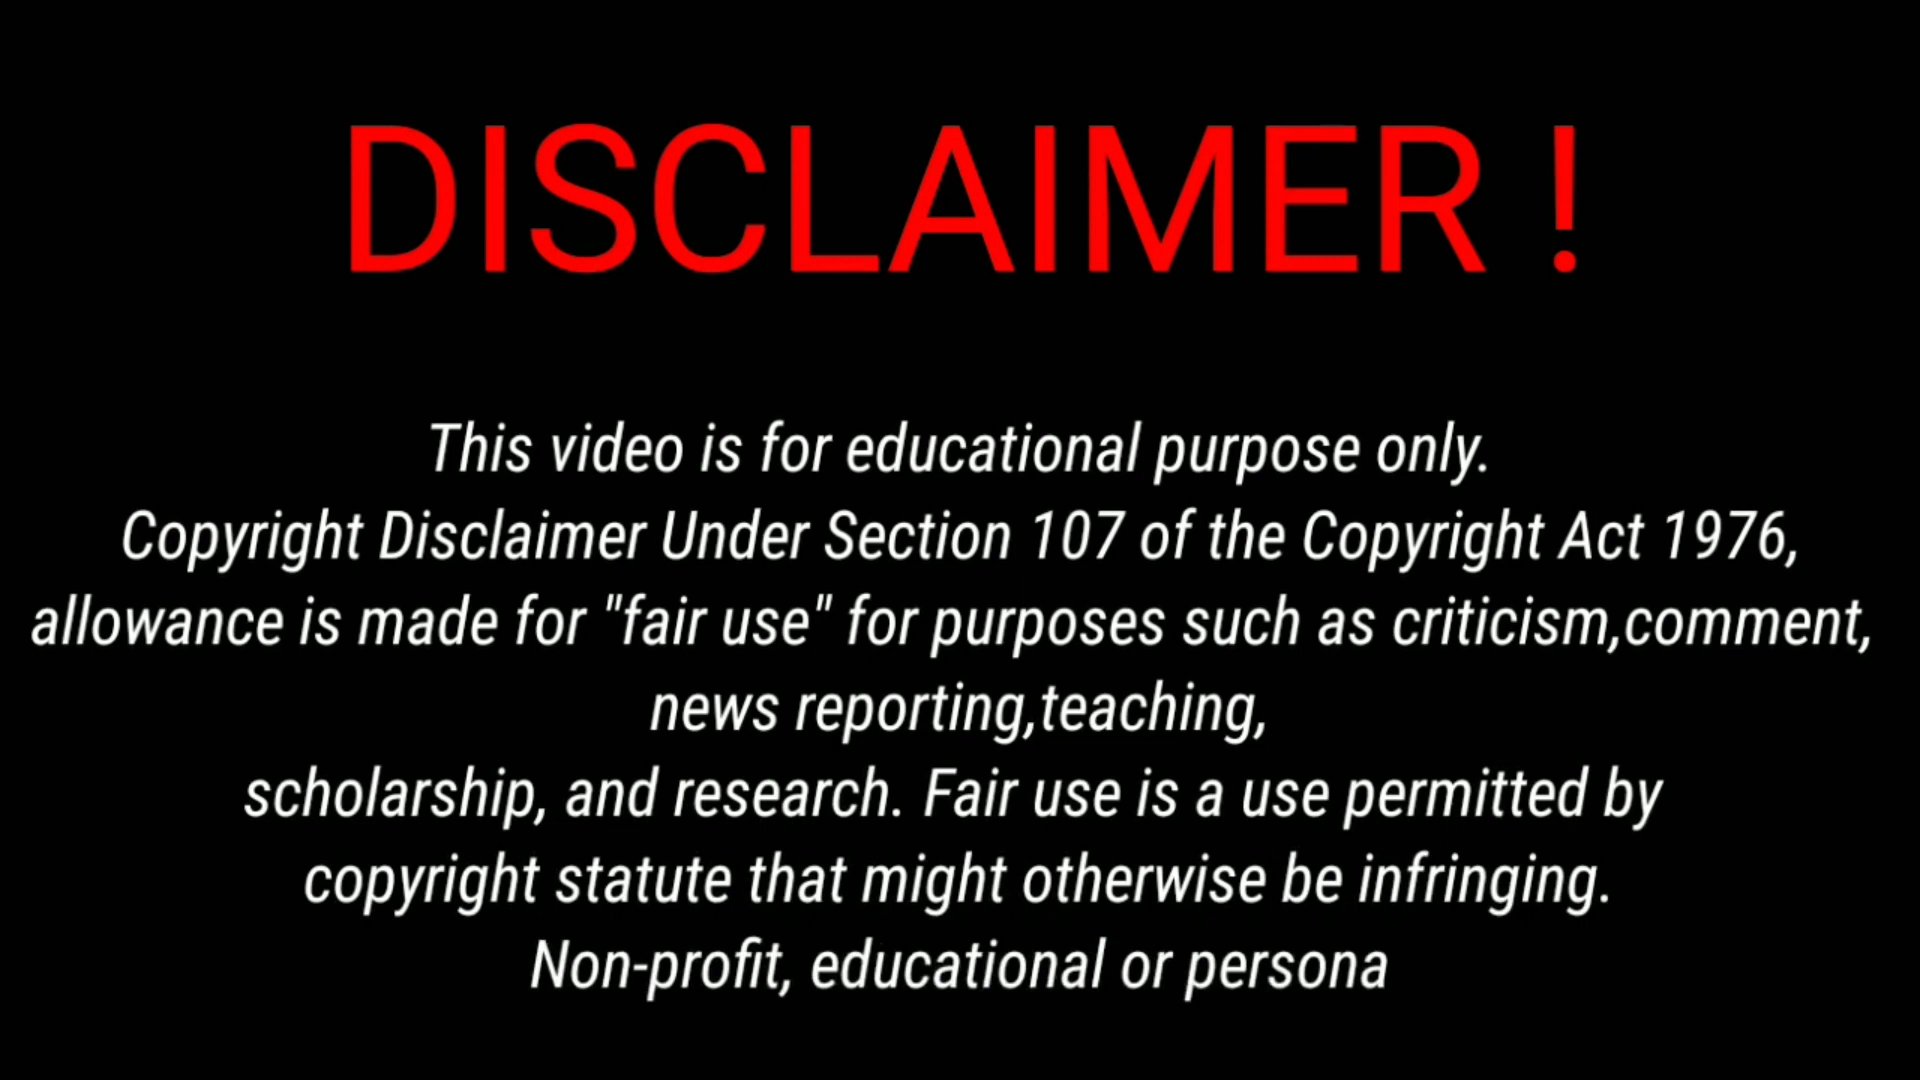 DISCLAIMER !
This video is for educational purpose only.
Copyright Disclaimer Under Section 107 of the Copyright Act 1976,
allowance is made for "fair use" for purposes such as criticism,comment,
news reporting,teaching,
scholarship, and research. Fair use is a use permitted by
copyright statute that might otherwise be infringing.
Non-profit, educational or persona